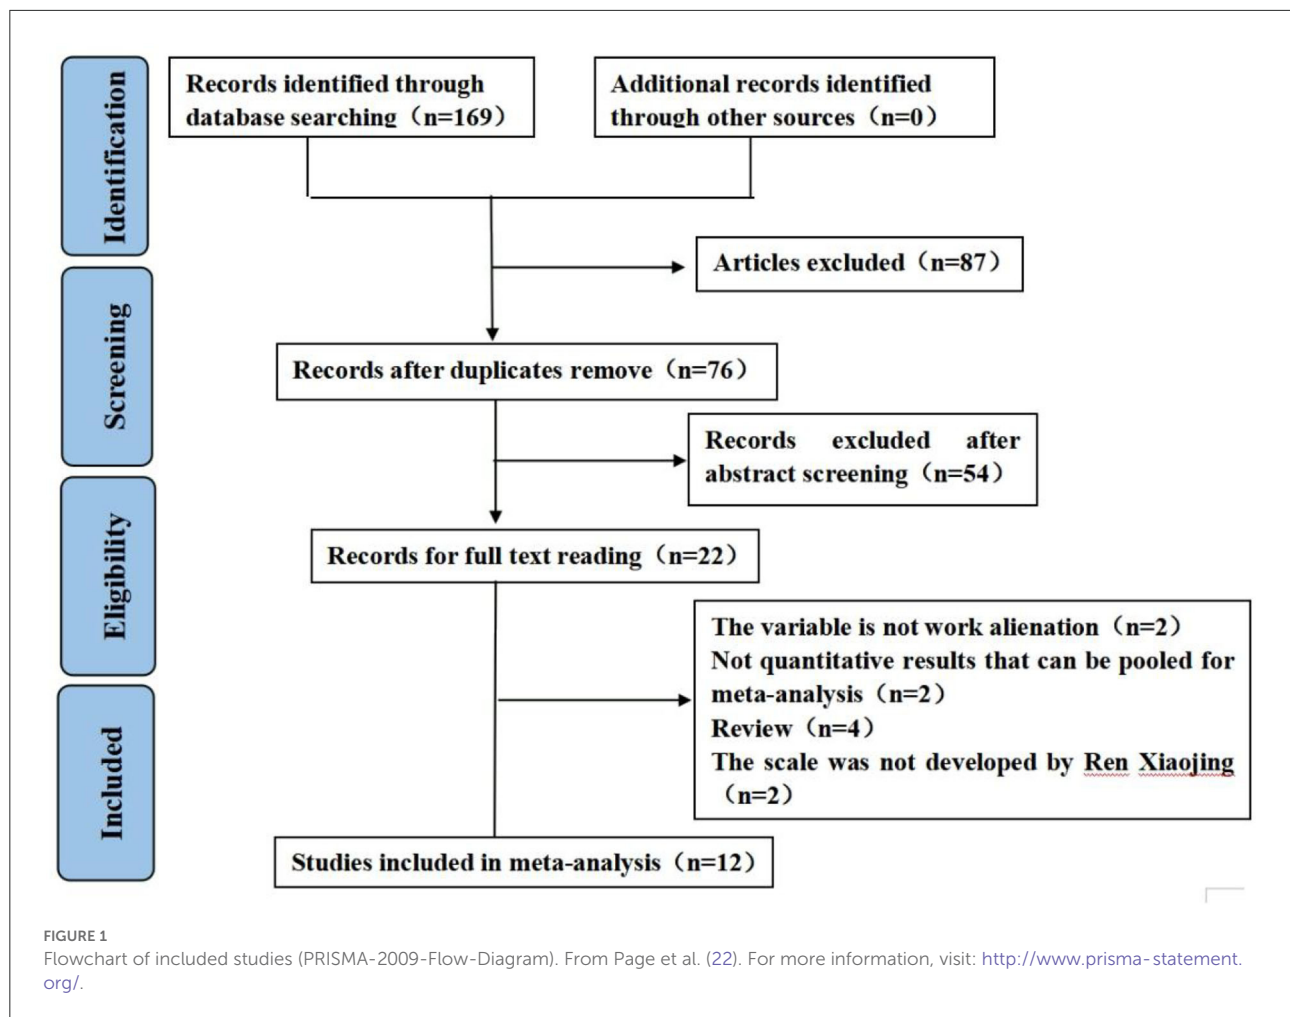 Identification
Records identified through
database searching（n=169）
Additional records identified
through other sources（n=0）
Articles excluded（n=87）
Screening
Records after duplicates remove（n=76）
Records excluded after
abstract screening（n=54）
Eligibility
Records for full text reading（n=22）
The variable is not work alienation（n=2）
Not quantitative results that can be pooled for
meta-analysis（n=2）
Review（n=4）
The scale was not developed by Ren Xiaojing
（n=2）
Included
Studies included in meta-analysis（n=12）
FIGURE 1
Flowchart of included studies (PRISMA-2009-Flow-Diagram). From Page et al. (22). For more information, visit: http://www.prisma-statement.
org/.